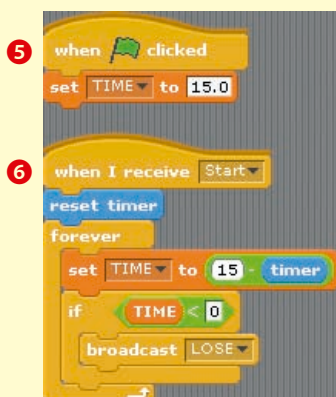 5 when clicked
set TIME to 15.0
6 when I receive Start
reset timer
forever
set TIME to 15 - timer
if TIME < 0
broadcast LOSE